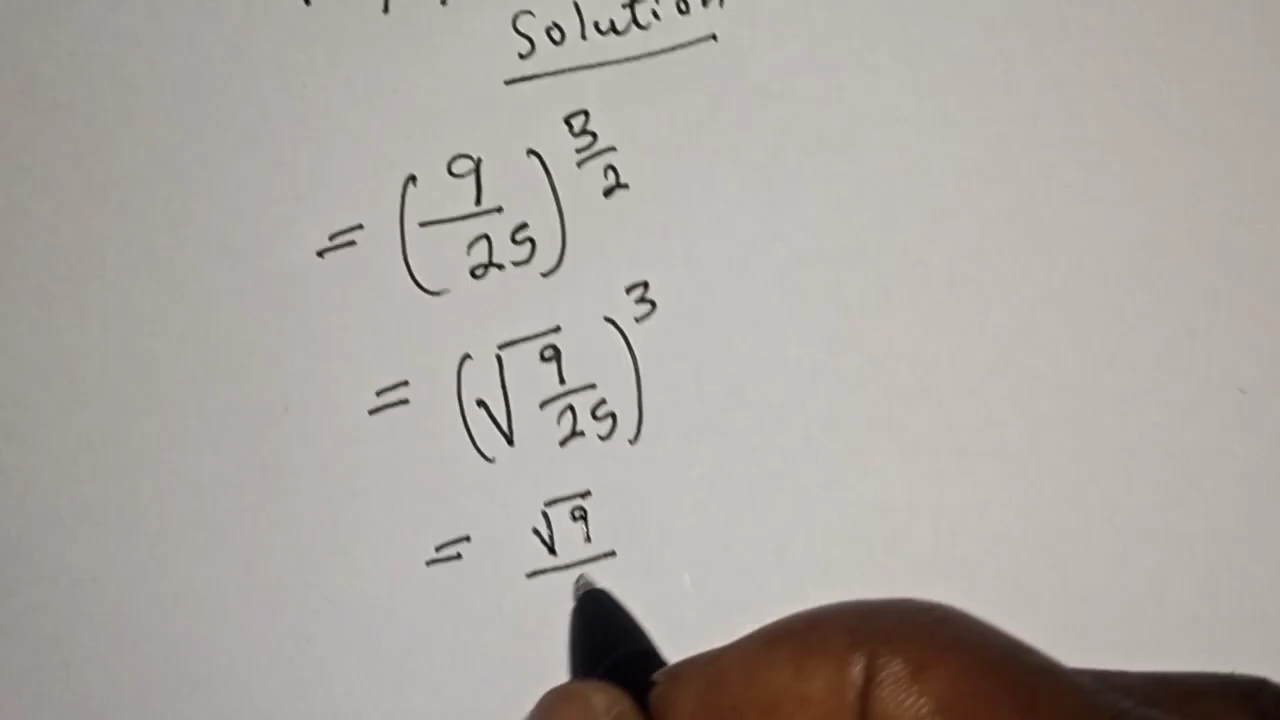 Solution
= (9/25)^3/2
= (√9/25)^3
= √9